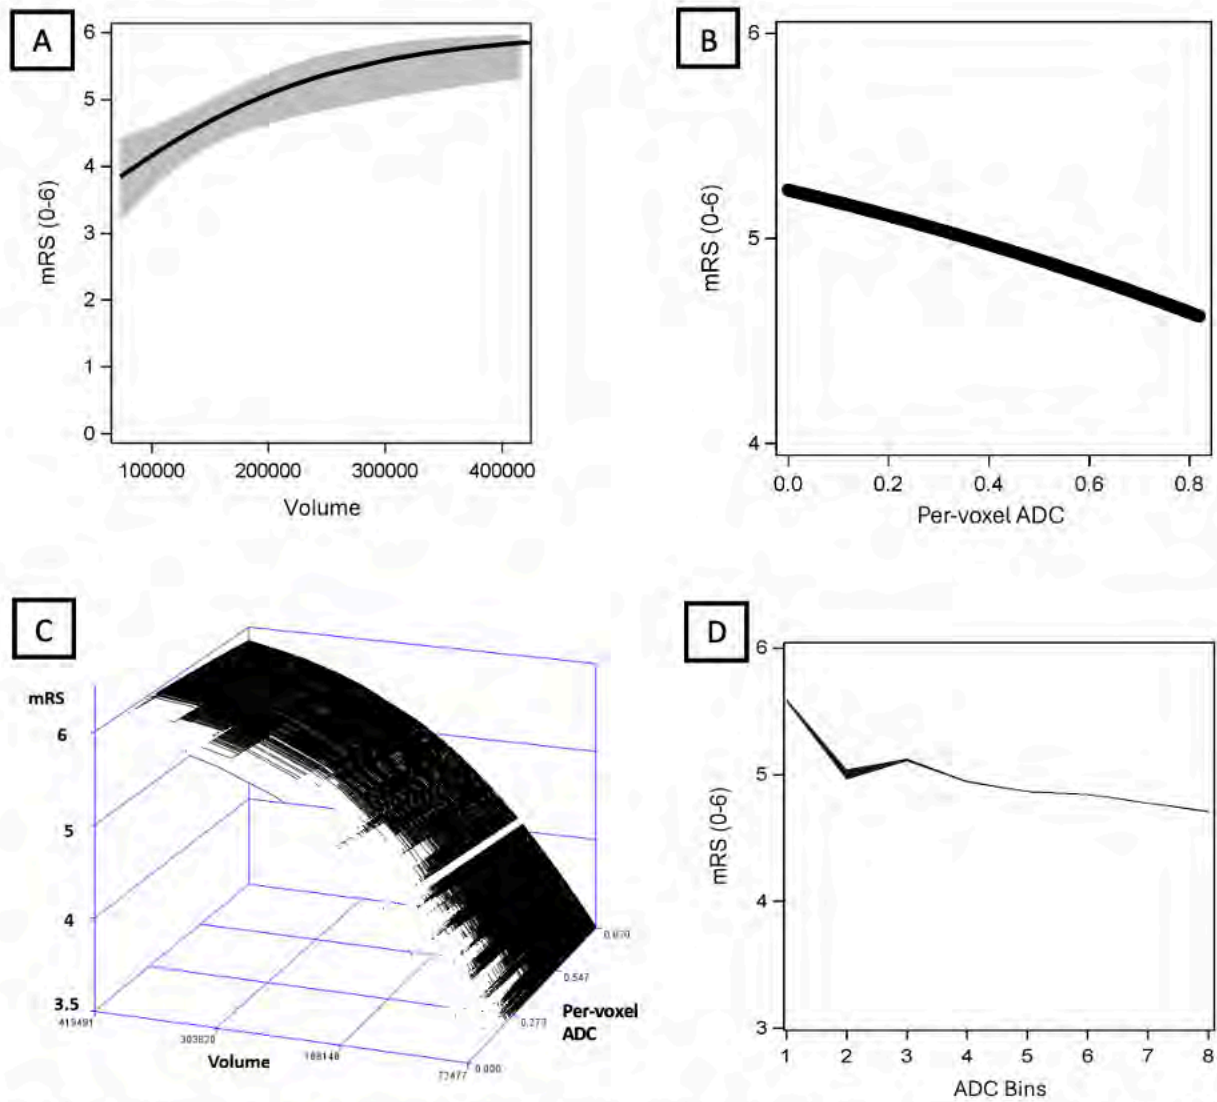 A
6
5
4
3
2
1
0
mRS (0-6)
100000 200000 300000 400000
Volume
B
6
5
4
mRS (0-6)
0.0 0.2 0.4 0.6 0.8
Per-voxel ADC
C
mRS
6
5
4
3.5
419491
303820
188148
72477
Volume
0.000
0.273
0.547
0.820
Per-voxel
ADC
D
6
5
4
3
mRS (0-6)
1 2 3 4 5 6 7 8
ADC Bins